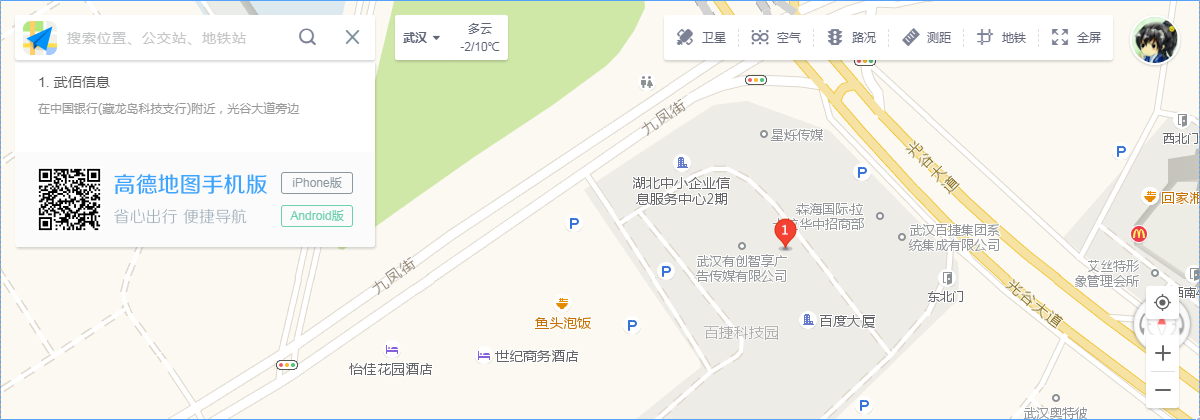 搜索位置、公交站、地铁站
武汉
多云
-2/10℃
卫星
空气
路况
测距
地铁
全屏
1. 武佰信息
在中国银行(藏龙岛科技支行)附近，光谷大道旁边
高德地图手机版
省心出行 便捷导航
iPhone版
Android版
九凤街
星烁传媒
光谷大道
西北门
P
P
湖北中小企业信
息服务中心2期
森海国际·拉
华中招商部
回家湘
P
1
武汉百捷集团系
统集成有限公司
武汉有创智享广
告传媒有限公司
九凤街
P
艾丝特形
象管理会所
东北门
西南
光谷大道
鱼头泡饭
P
百捷科技园
百度大厦
世纪商务酒店
怡佳花园酒店
P
武汉奥特彼